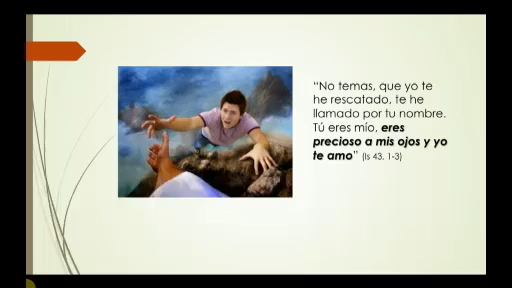 “No temas, que yo te
he rescatado, te he
llamado por tu nombre.
Tú eres mío, eres
precioso a mis ojos y yo
te amo” (Is 43, 1-3)